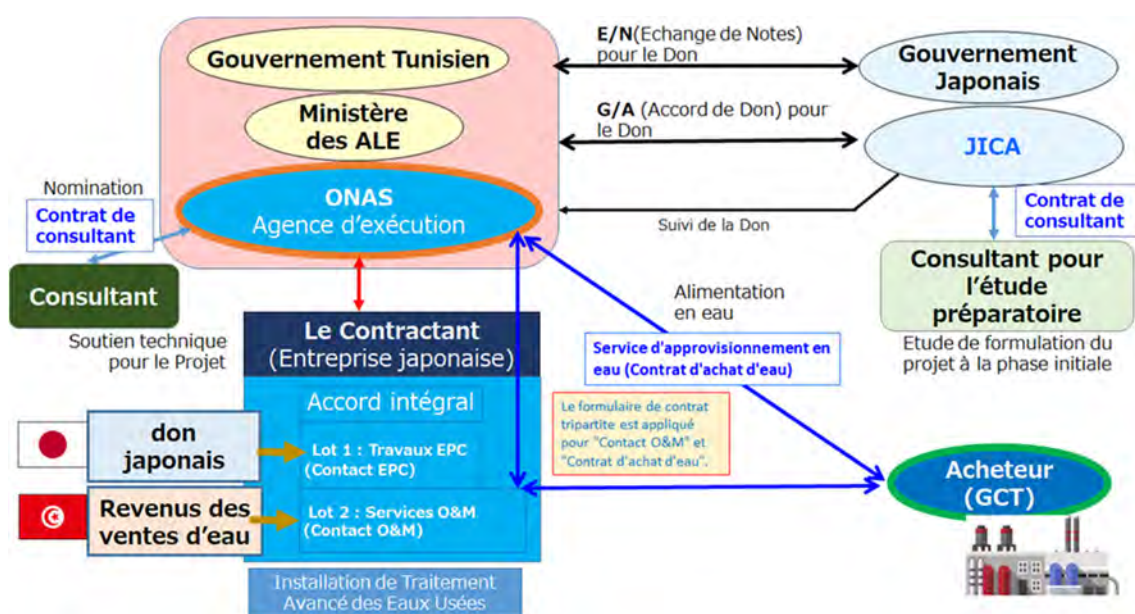 Gouvernement Tunisien
Ministère
des ALE
ONAS
Agence d'exécution
E/N(Echange de Notes)
pour le Don
G/A (Accord de Don) pour
le Don
Suivi de la Don
Gouvernement
Japonais
JICA
Contrat de
consultant
Consultant pour
l'étude
préparatoire
Etude de formulation du
projet à la phase initiale
Nomination
Contrat de
consultant
Consultant
Soutien technique
pour le Projet
Le Contractant
(Entreprise japonaise)
Accord intégral
Lot 1 : Travaux EPC
(Contact EPC)
Lot 2 : Services O&M
(Contact O&M)
don
japonais
Revenus des
ventes d'eau
Installation de Traitement
Avancé des Eaux Usées
Alimentation
en eau
Service d'approvisionnement en
eau (Contrat d'achat d'eau)
Le formulaire de contrat
tripartite est appliqué
pour "Contact O&M" et
"Contrat d'achat d'eau".
Acheteur
(GCT)